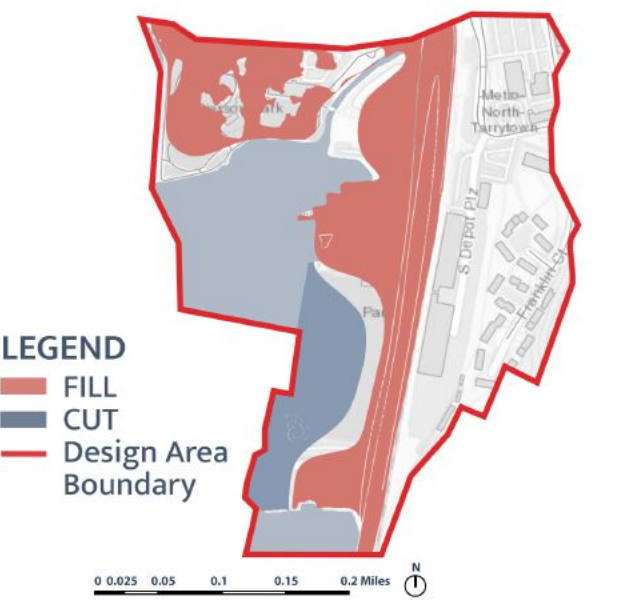 Metro-
North-
Tarrytown
S Depot Plz
Franklin Ct
LEGEND
FILL
CUT
Design Area
Boundary
0 0.025 0.05 0.1 0.15 0.2 Miles
N